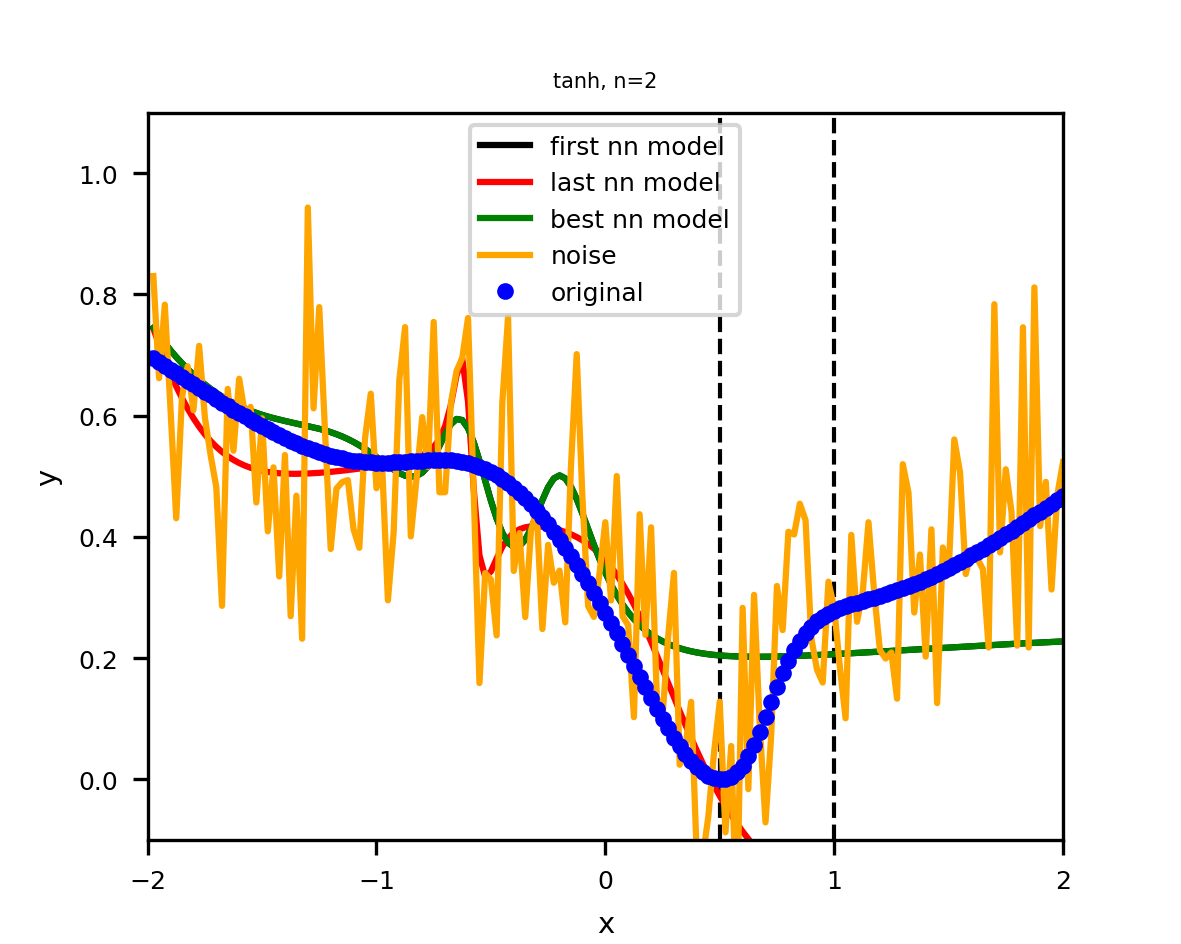 tanh, n=2
first nn model
last nn model
best nn model
noise
original
y
1.0
0.8
0.6
0.4
0.2
0.0
−2
−1
0
1
2
x